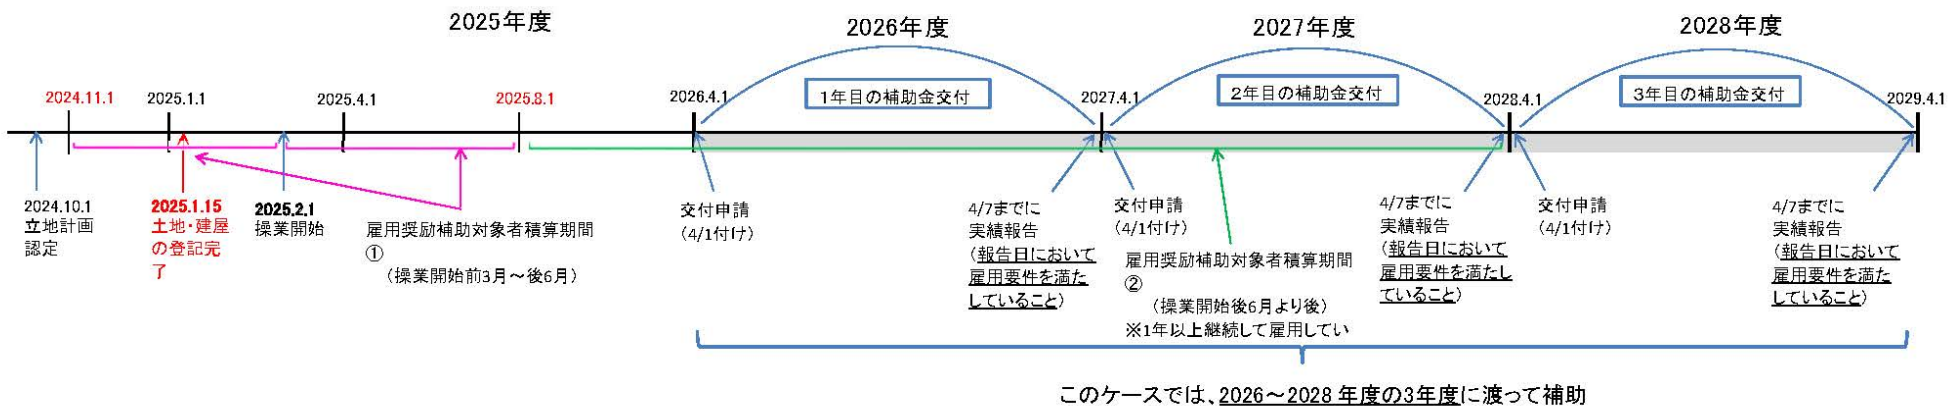 2025年度
2026年度
2027年度
2028年度
1年目の補助金交付
2年目の補助金交付
3年目の補助金交付
2024.11.1
2025.1.1
2025.4.1
2025.8.1
2026.4.1
2027.4.1
2028.4.1
2029.4.1
2024.10.1
立地計画
認定
2025.1.15
土地・建屋
の登記完
了
2025.2.1
操業開始
雇用奨励補助対象者積算期間
①
（操業開始前3月～後6月）
交付申請
（4/1付け）
4/7までに
実績報告
（報告日において
雇用要件を満た
していること）
交付申請
（4/1付け）
雇用奨励補助対象者積算期間
②
（操業開始後6月より後）
※1年以上継続して雇用してい
4/7までに
実績報告
（報告日において
雇用要件を満たし
ていること）
交付申請
（4/1付け）
4/7までに
実績報告
（報告日において
雇用要件を満た
していること）
このケースでは、2026～2028 年度の3年度に渡って補助